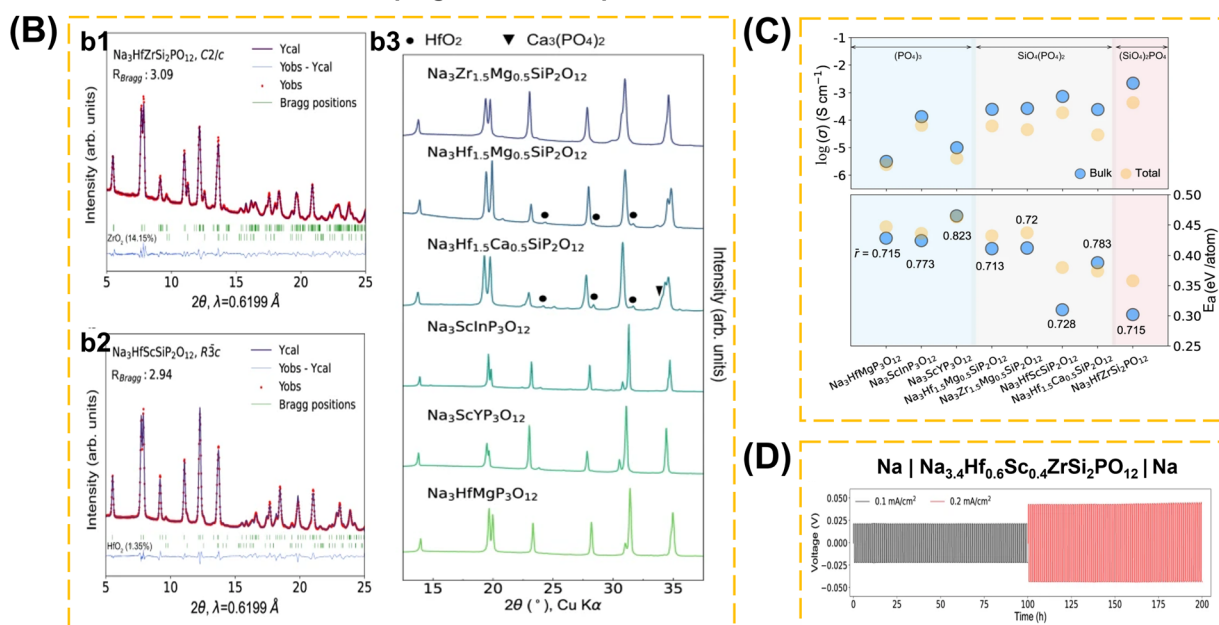 (B)
b1
Na₃HfZrSi₂PO₁₂, C2/c
R_Bragg : 3.09
Ycal
Yobs - Ycal
Yobs
Bragg positions
Intensity (arb. units)
ZrO₂ (14.15%)
5 10 15 20 25
2θ, λ=0.6199 Å
b2
Na₃HfScSiP₂O₁₂, R3̄c
R_Bragg : 2.94
Ycal
Yobs - Ycal
Yobs
Bragg positions
Intensity (arb. units)
HfO₂ (1.35%)
5 10 15 20 25
2θ, λ=0.6199 Å
b3
HfO₂ Ca₃(PO₄)₂
Na₃Zr₁.₅Mg₀.₅SiP₂O₁₂
Na₃Hf₁.₅Mg₀.₅SiP₂O₁₂
Na₃Hf₁.₅Ca₀.₅SiP₂O₁₂
Na₃ScInP₃O₁₂
Na₃ScYP₃O₁₂
Na₃HfMgP₃O₁₂
Intensity (arb. units)
15 20 25 30 35
2θ (°), Cu Kα
(C)
(PO₄)₃ SiO₄(PO₄)₂ (SiO₄)₂PO₄
log(σ) (S cm⁻¹)
-1
-2
-3
-4
-5
-6
Bulk Total
0.50
0.45
0.40
0.35
0.30
0.25
Eₐ (eV /atom)
r̄ = 0.715
0.773
0.823
0.713
0.72
0.728
0.783
0.715
Na₃HfMgP₃O₁₂
Na₃ScInP₃O₁₂
Na₃ScYP₃O₁₂
Na₃Hf₁.₅Mg₀.₅SiP₂O₁₂
Na₃Zr₁.₅Mg₀.₅SiP₂O₁₂
Na₃HfScSiP₂O₁₂
Na₃Hf₁.₅Ca₀.₅SiP₂O₁₂
Na₃HfZrSi₂PO₁₂
(D)
Na | Na₃.₄Hf₀.₆Sc₀.₄ZrSi₂PO₁₂ | Na
0.1 mA/cm² 0.2 mA/cm²
Voltage (V)
0.050
0.025
0.000
-0.025
-0.050
0 25 50 75 100 125 150 175 200
Time (h)